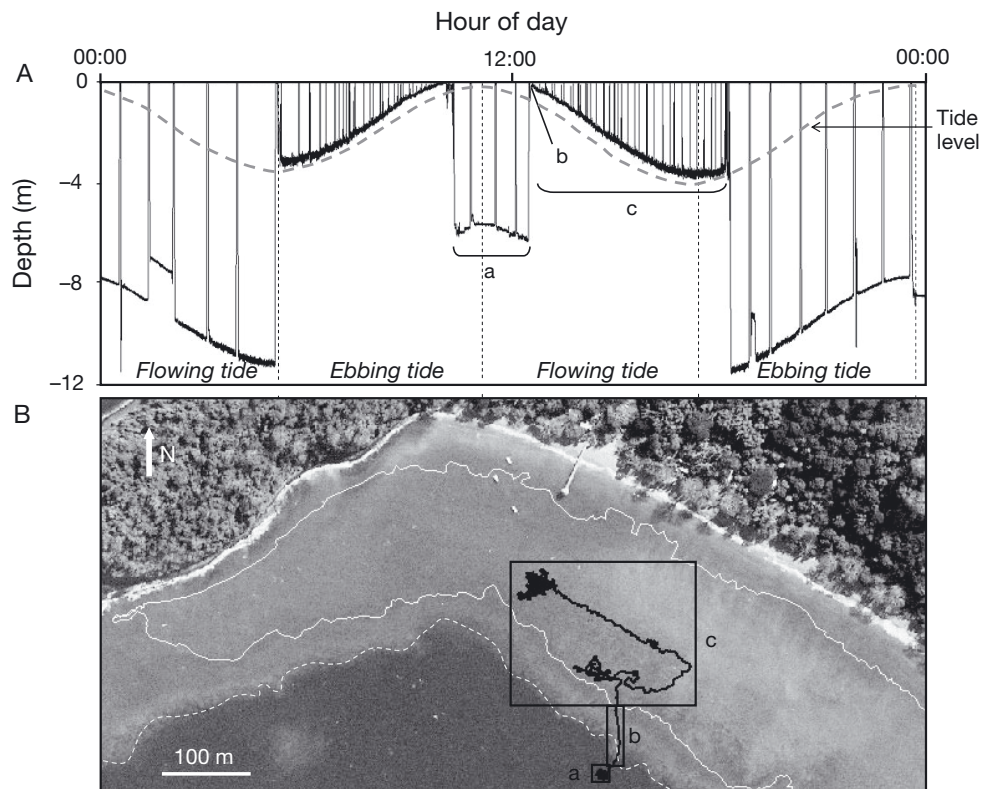 Hour of day
00:00 12:00 00:00
A
0
Tide level
b
−4
c
Depth (m)
a
−8
Flowing tide Ebbing tide Flowing tide Ebbing tide
−12
B
N
c
b
100 m
a